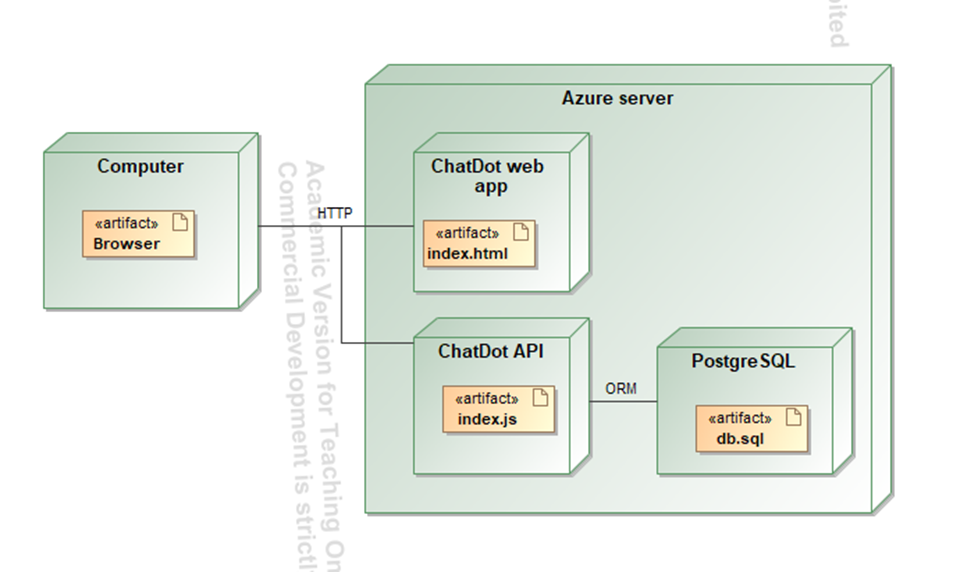 bited
Azure server
Computer
«artifact»
Browser
HTTP
ChatDot web
app
«artifact»
index.html
ChatDot API
«artifact»
index.js
ORM
PostgreSQL
«artifact»
db.sql
Academic Version for Teaching On
Commercial Development is strictl